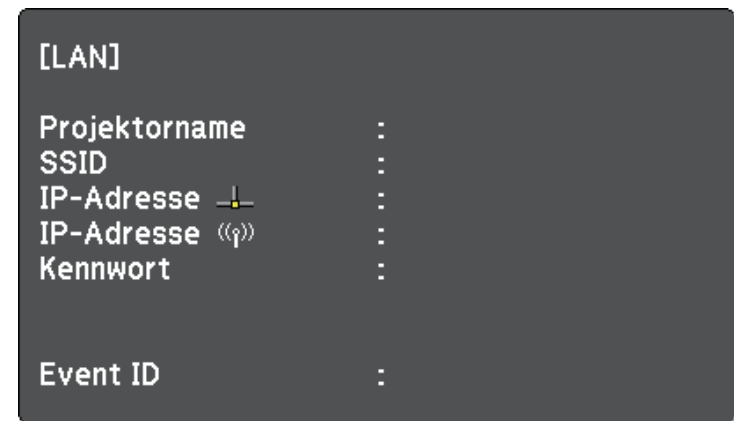 [LAN]
Projektorname :
SSID :
IP-Adresse :
IP-Adresse :
Kennwort :
Event ID :